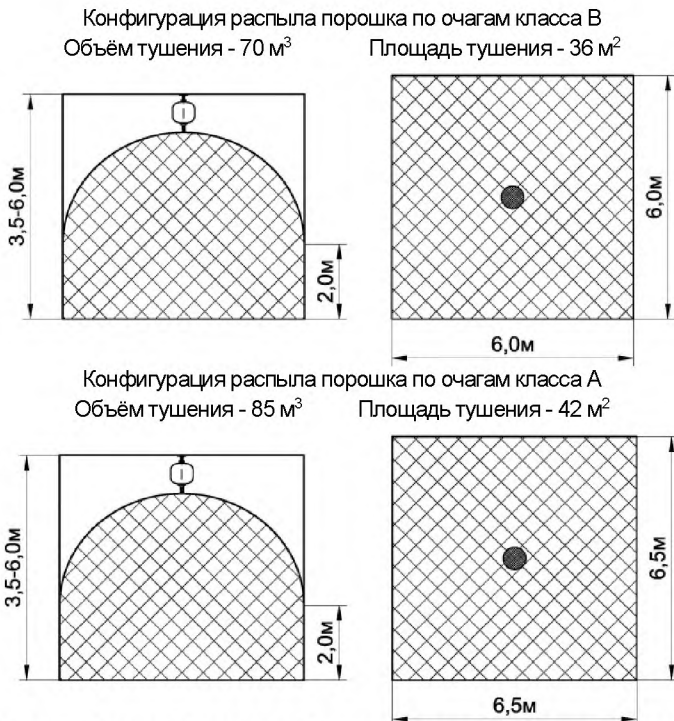 Конфигурация распыла порошка по очагам класса В
Объём тушения - 70 м³ Площадь тушения - 36 м²
3,5-6,0м
2,0м
6,0м
6,0м
Конфигурация распыла порошка по очагам класса А
Объём тушения - 85 м³ Площадь тушения - 42 м²
3,5-6,0м
2,0м
6,5м
6,5м